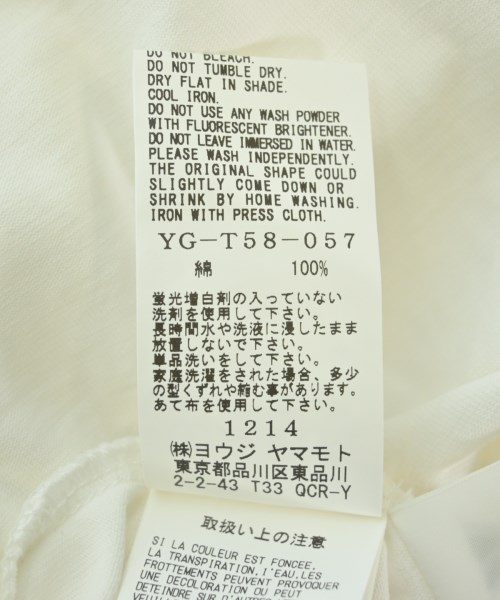 DO NOT BLEACH.
DO NOT TUMBLE DRY.
DRY FLAT IN SHADE.
COOL IRON.
DO NOT USE ANY WASH POWDER
WITH FLUORESCENT BRIGHTENER.
DO NOT LEAVE IMMERSED IN WATER.
PLEASE WASH INDEPENDENTLY.
THE ORIGINAL SHAPE COULD
SLIGHTLY COME DOWN OR
SHRINK BY HOME WASHING.
IRON WITH PRESS CLOTH.
YG-T58-057
綿 100%
蛍光増白剤の入っていない
洗剤を使用して下さい。
長時間水や洗液に浸したまま
放置しないで下さい。
単品洗いをして下さい。
家庭洗濯をされた場合、多少
の型くずれや縮む事があります。
あて布を使用して下さい。
1214
㈱ヨウジ ヤマモト
東京都品川区東品川
2-2-43 T33 QCR-Y
取扱い上の注意
SI LA COULEUR EST FONCEE,
LA TRANSPIRATION, L'EAU, LES
FROTTEMENTS PEUVENT PROVOQUER
UNE DECOLORATION OU PEUT
DETEINDRE SUR D'AUTRES